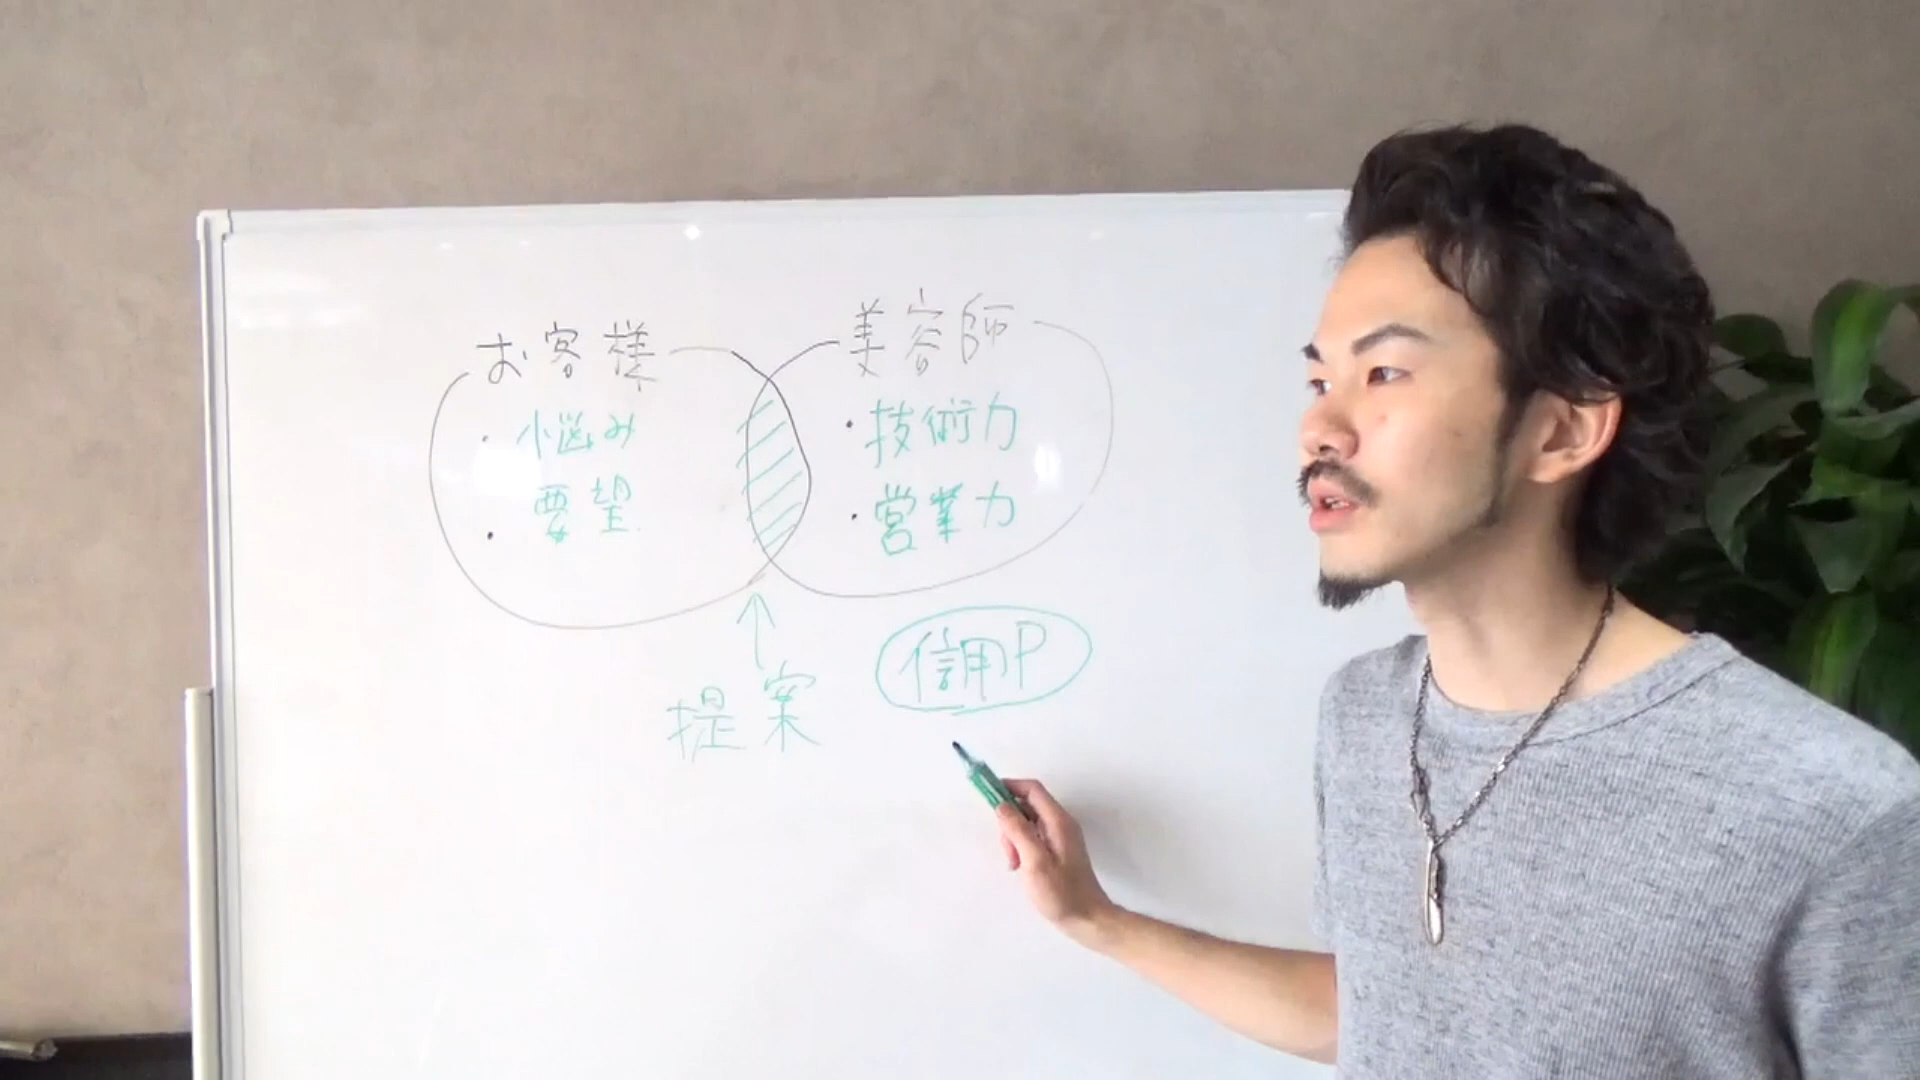 お客様
・悩み
・要望
美容師
・技術力
・営業力
提案
信用P